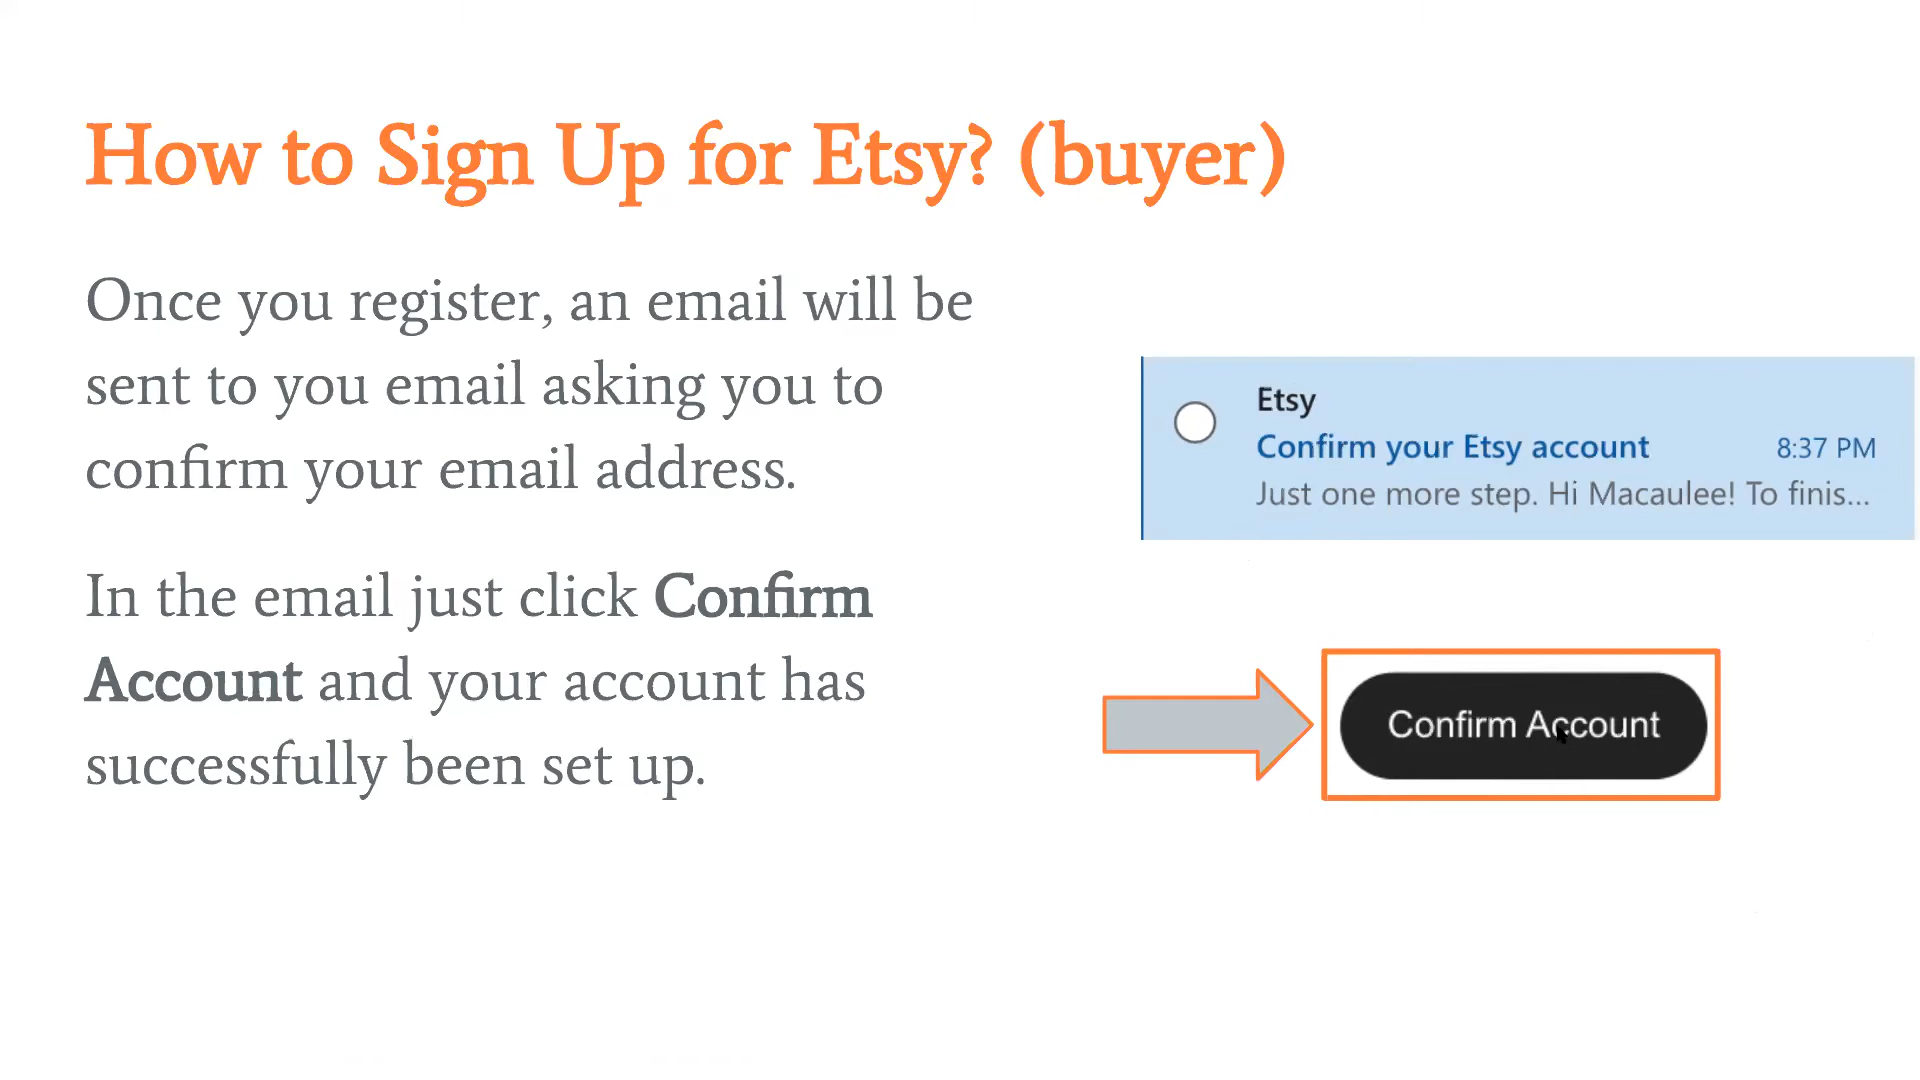 How to Sign Up for Etsy? (buyer)
Once you register, an email will be
sent to you email asking you to
confirm your email address.
In the email just click Confirm
Account and your account has
successfully been set up.
Etsy
Confirm your Etsy account 8:37 PM
Just one more step. Hi Macaulee! To finis...
Confirm Account